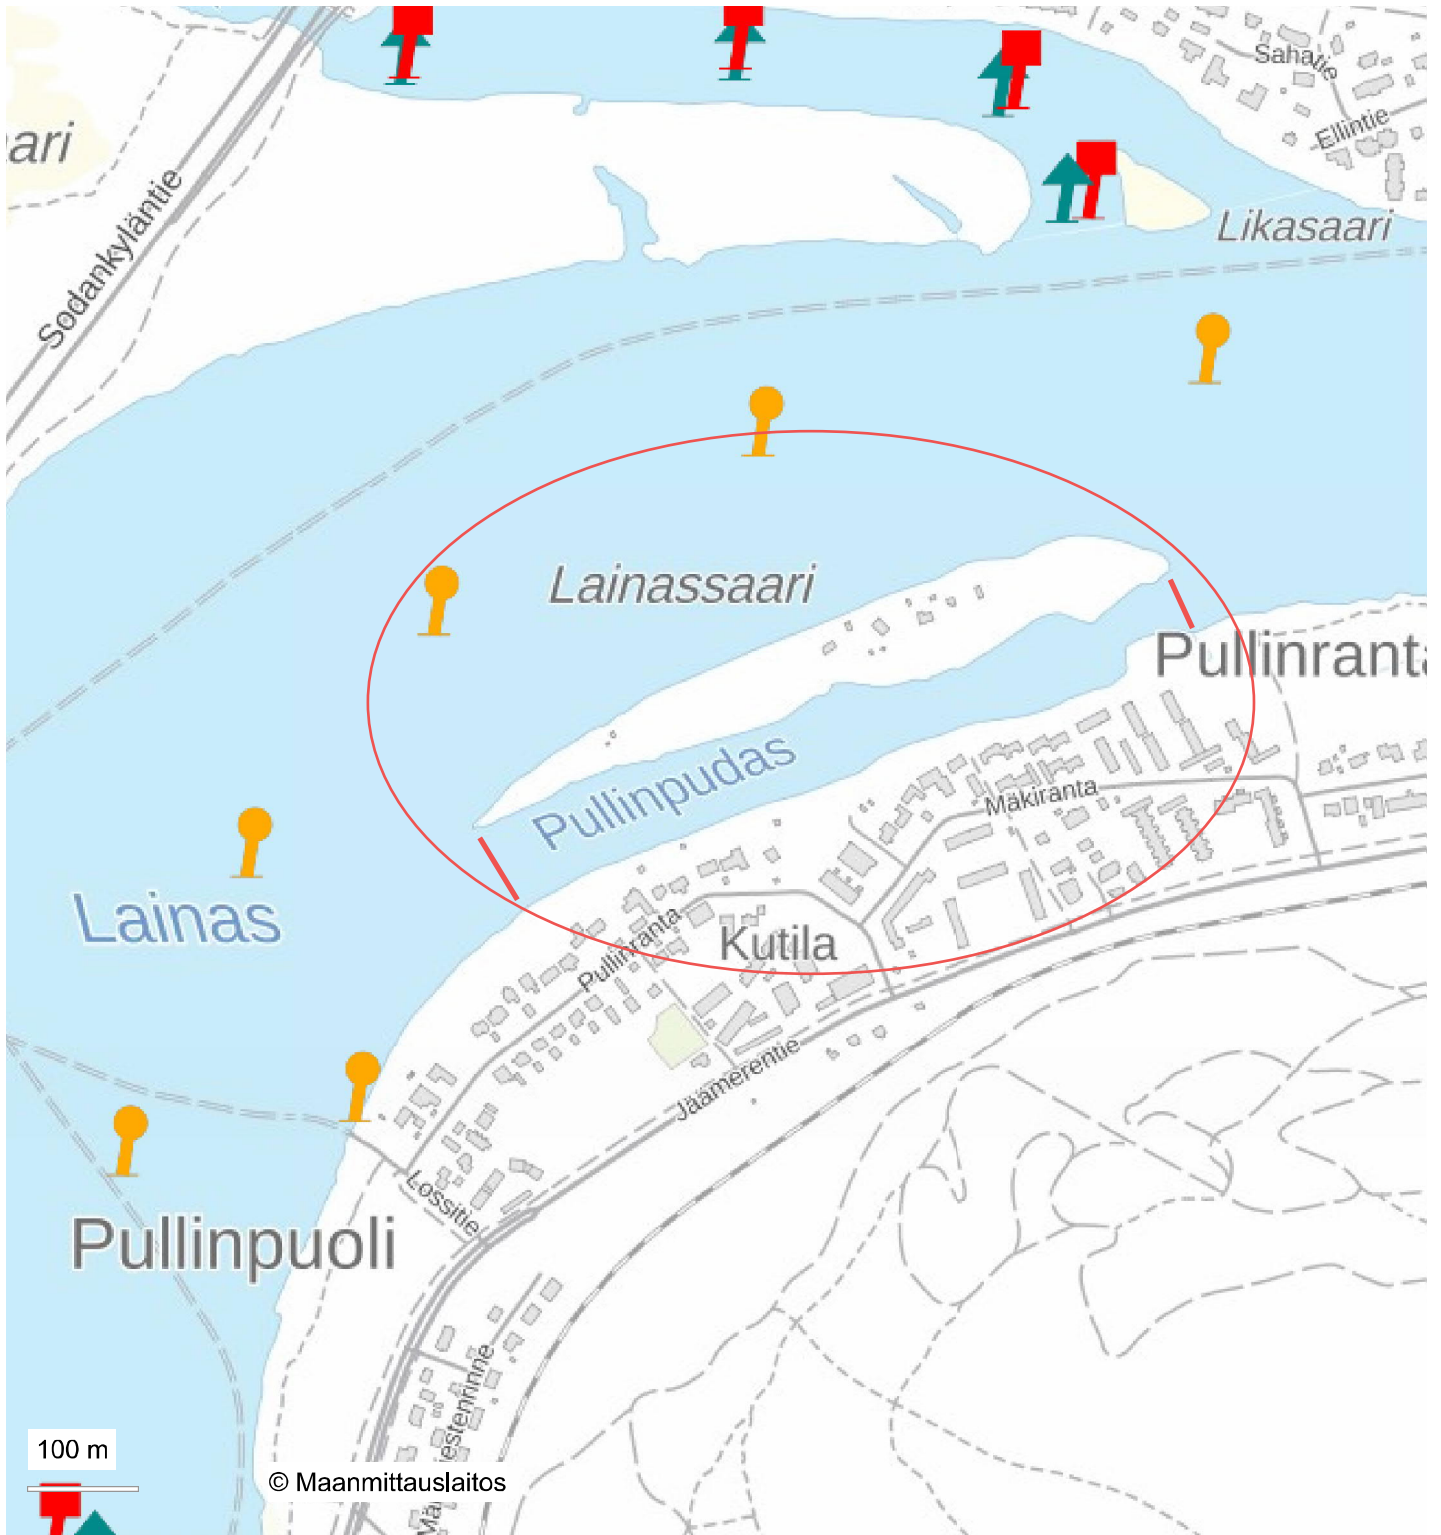 Sahatie
Ellintie
ari
Likasaari
Sodankyläntie
Lainassaari
Pullinranta
Pullinpudas
Mäkiranta
Lainas
Pullinranta
Kutila
Jäämerentie
Lossitie
Pullinpuoli
100 m
© Maanmittauslaitos